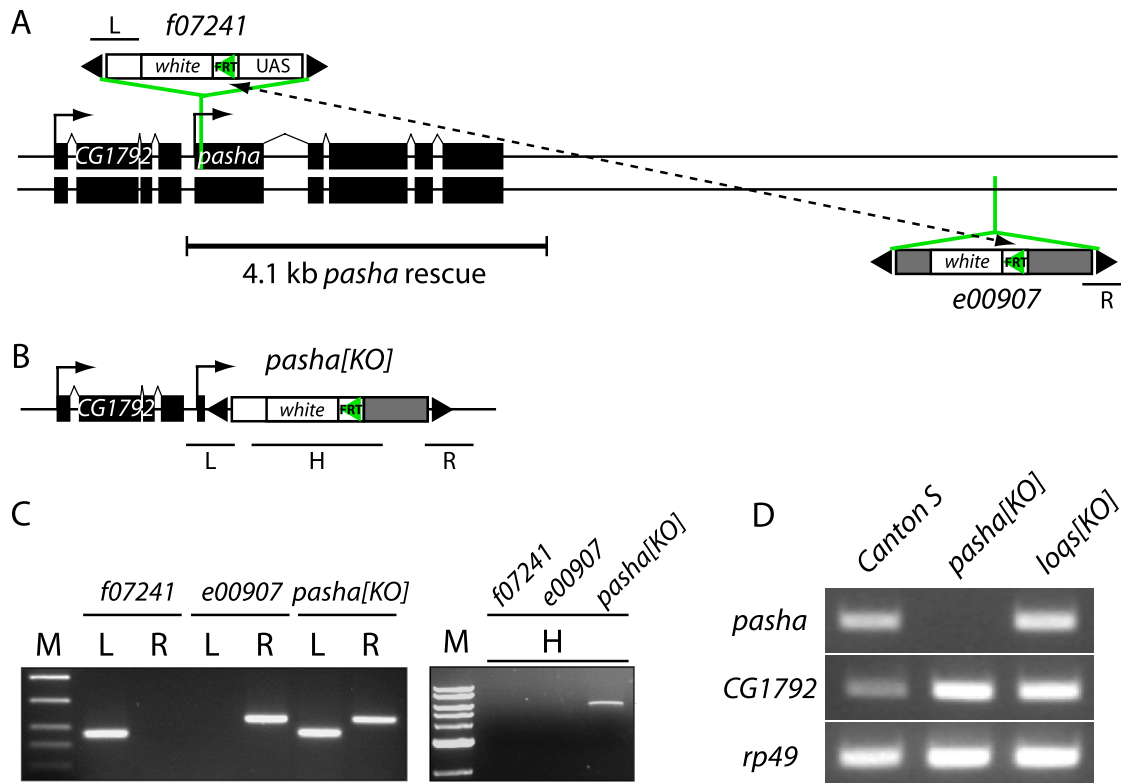 A
L
f07241
white FRT UAS
CG1792 pasha
4.1 kb pasha rescue
white FRT
e00907
R
B
pasha[KO]
CG1792 white FRT
L H R
C
f07241 e00907 pasha[KO]
M L R L R L R
f07241 e00907 pasha[KO]
M H
D
Canton S pasha[KO] loqs[KO]
pasha
CG1792
rp49